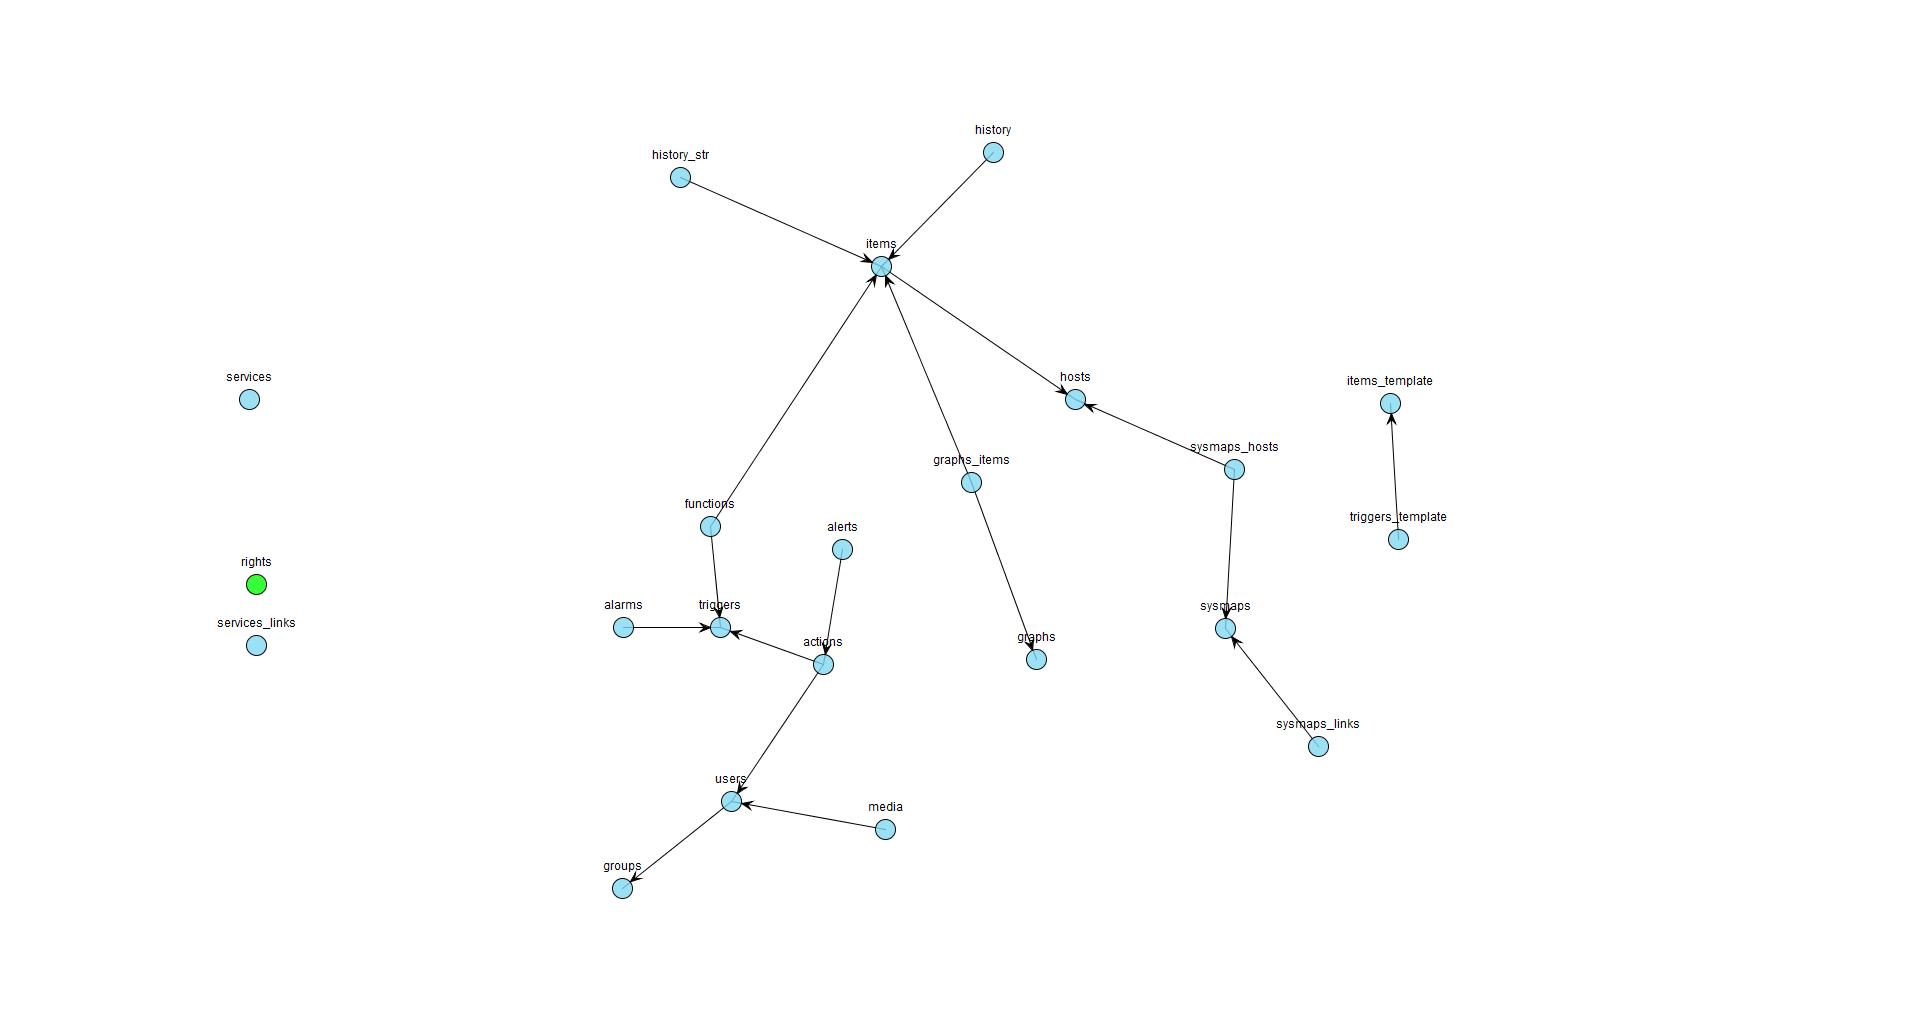 history
history_str
items
services
hosts
items_template
sysmaps_hosts
graphs_items
functions
triggers_template
alerts
rights
alarms
triggers
sysmaps
services_links
graphs
actions
sysmaps_links
users
media
groups